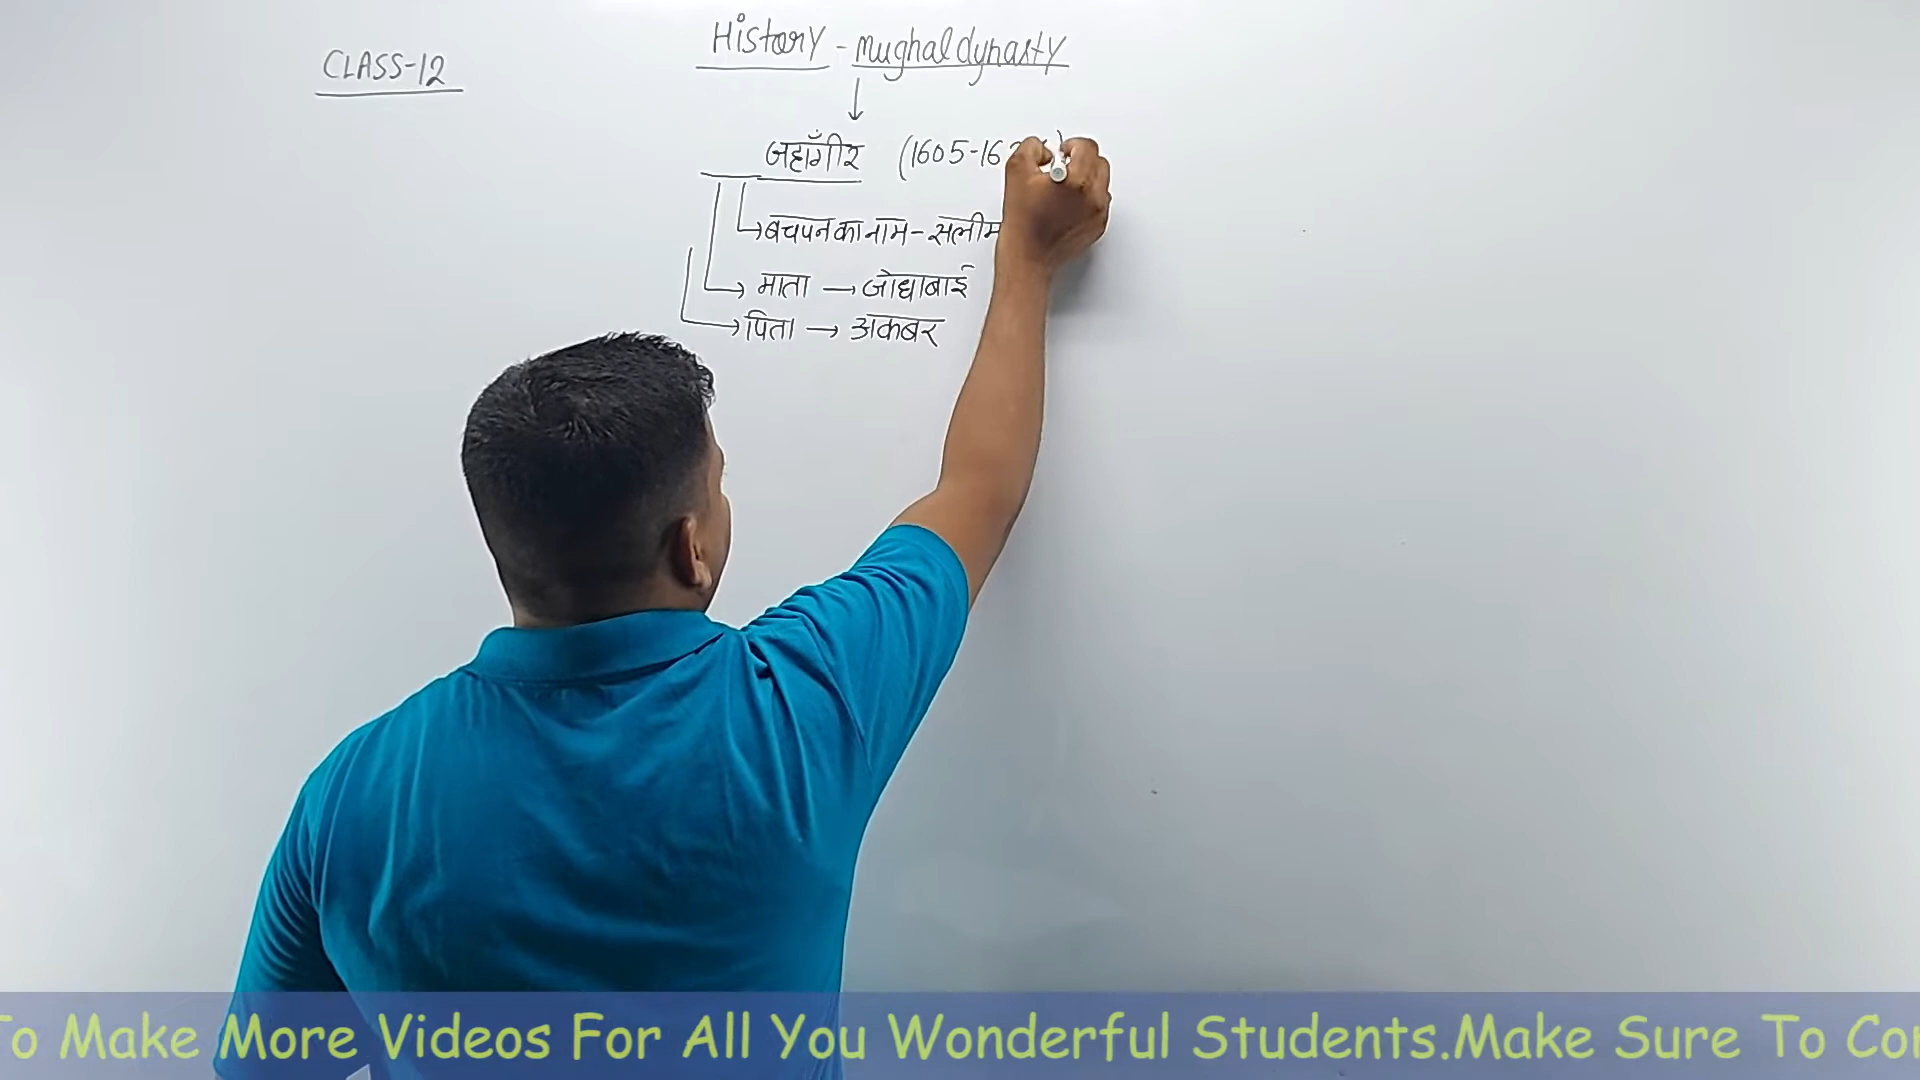 CLASS-12
History - Mughal dynasty
जहाँगीर (1605-16
बचपन का नाम - सलीम
माता → जोधाबाई
पिता → अकबर
To Make More Videos For All You Wonderful Students.Make Sure To